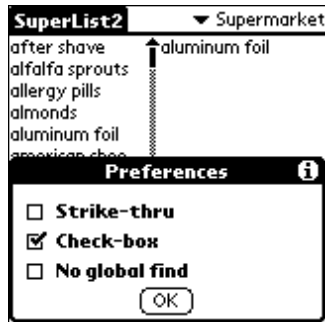 SuperList2 Supermarket
after shave aluminum foil
alfalfa sprouts
allergy pills
almonds
aluminum foil
Preferences
Strike-thru
Check-box
No global find
OK